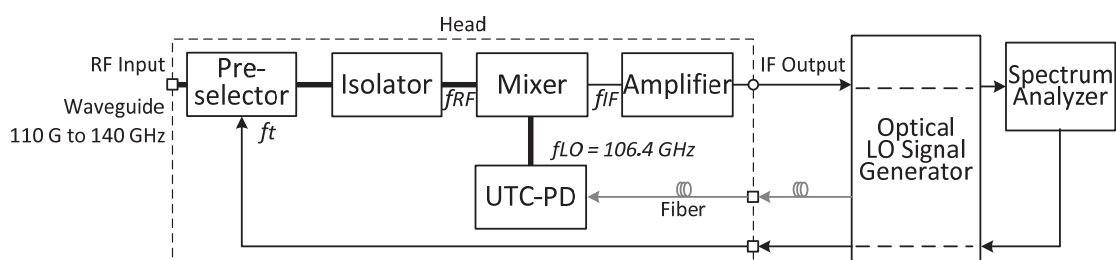 Head
RF Input
Waveguide
110 G to 140 GHz
Pre-
selector
Isolator
fRF
Mixer
fIF
Amplifier
IF Output
Optical
LO Signal
Generator
Spectrum
Analyzer
ft
fLO = 106.4 GHz
UTC-PD
Fiber